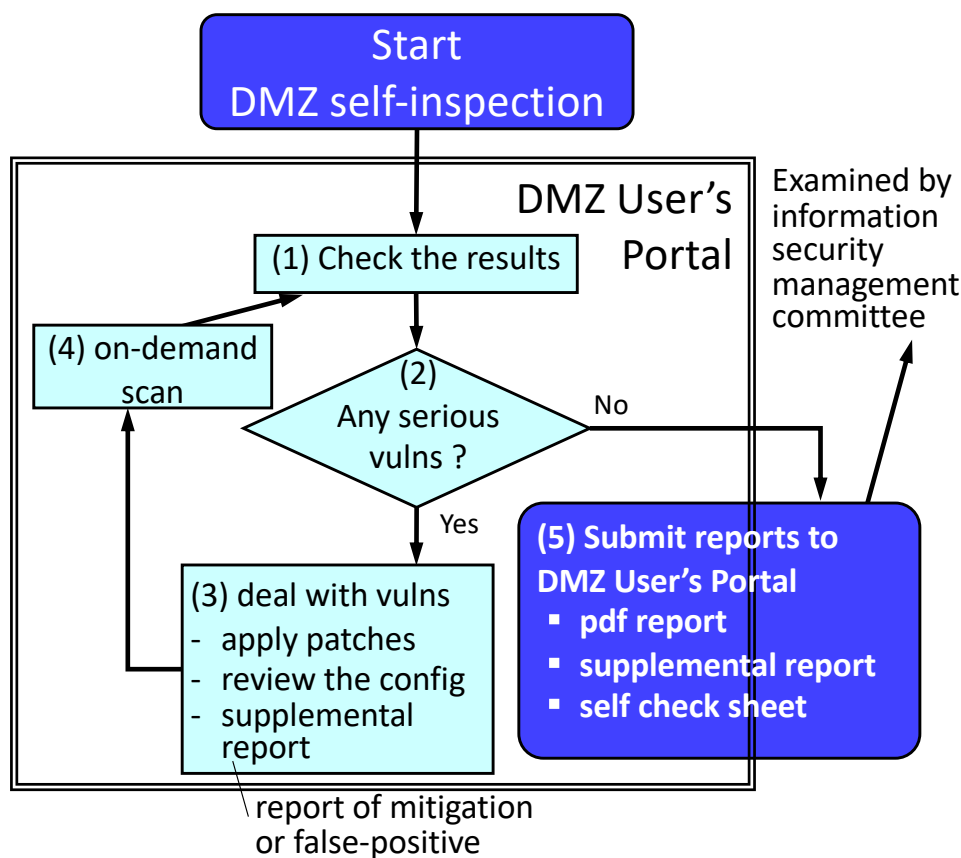 Start
DMZ self-inspection
DMZ User’s
Portal
Examined by
information
security
management
committee
(1) Check the results
(4) on-demand
scan
(2)
Any serious
vulns ?
No
Yes
(3) deal with vulns
- apply patches
- review the config
- supplemental
report
(5) Submit reports to
DMZ User’s Portal
▪ pdf report
▪ supplemental report
▪ self check sheet
report of mitigation
or false-positive